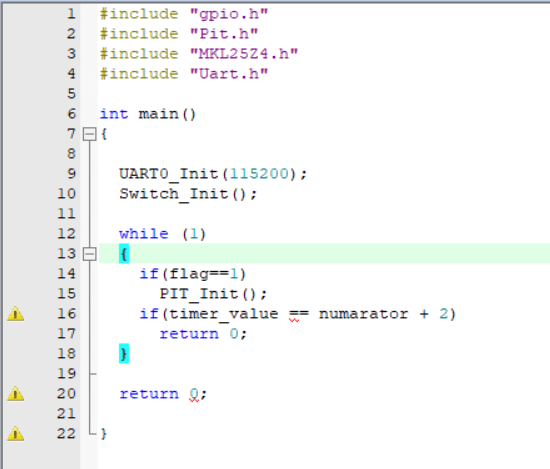 1 #include "gpio.h"
2 #include "Pit.h"
3 #include "MKL25Z4.h"
4 #include "Uart.h"
5
6 int main()
7 {
8
9 UART0_Init(115200);
10 Switch_Init();
11
12 while (1)
13 {
14 if(flag==1)
15 PIT_Init();
16 if(timer_value == numarator + 2)
17 return 0;
18 }
19
20 return 0;
21
22 }